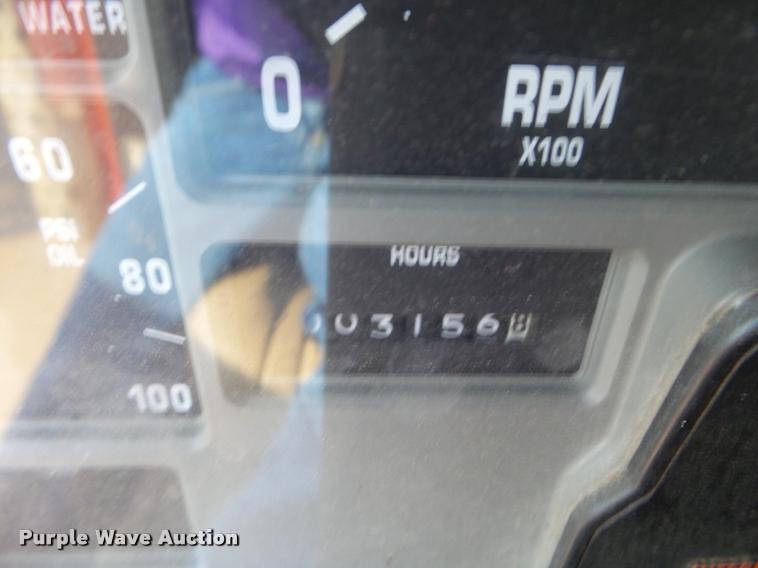 WATER
0
RPM
X100
60
PSI
OIL
80
100
HOURS
003156
Purple Wave Auction